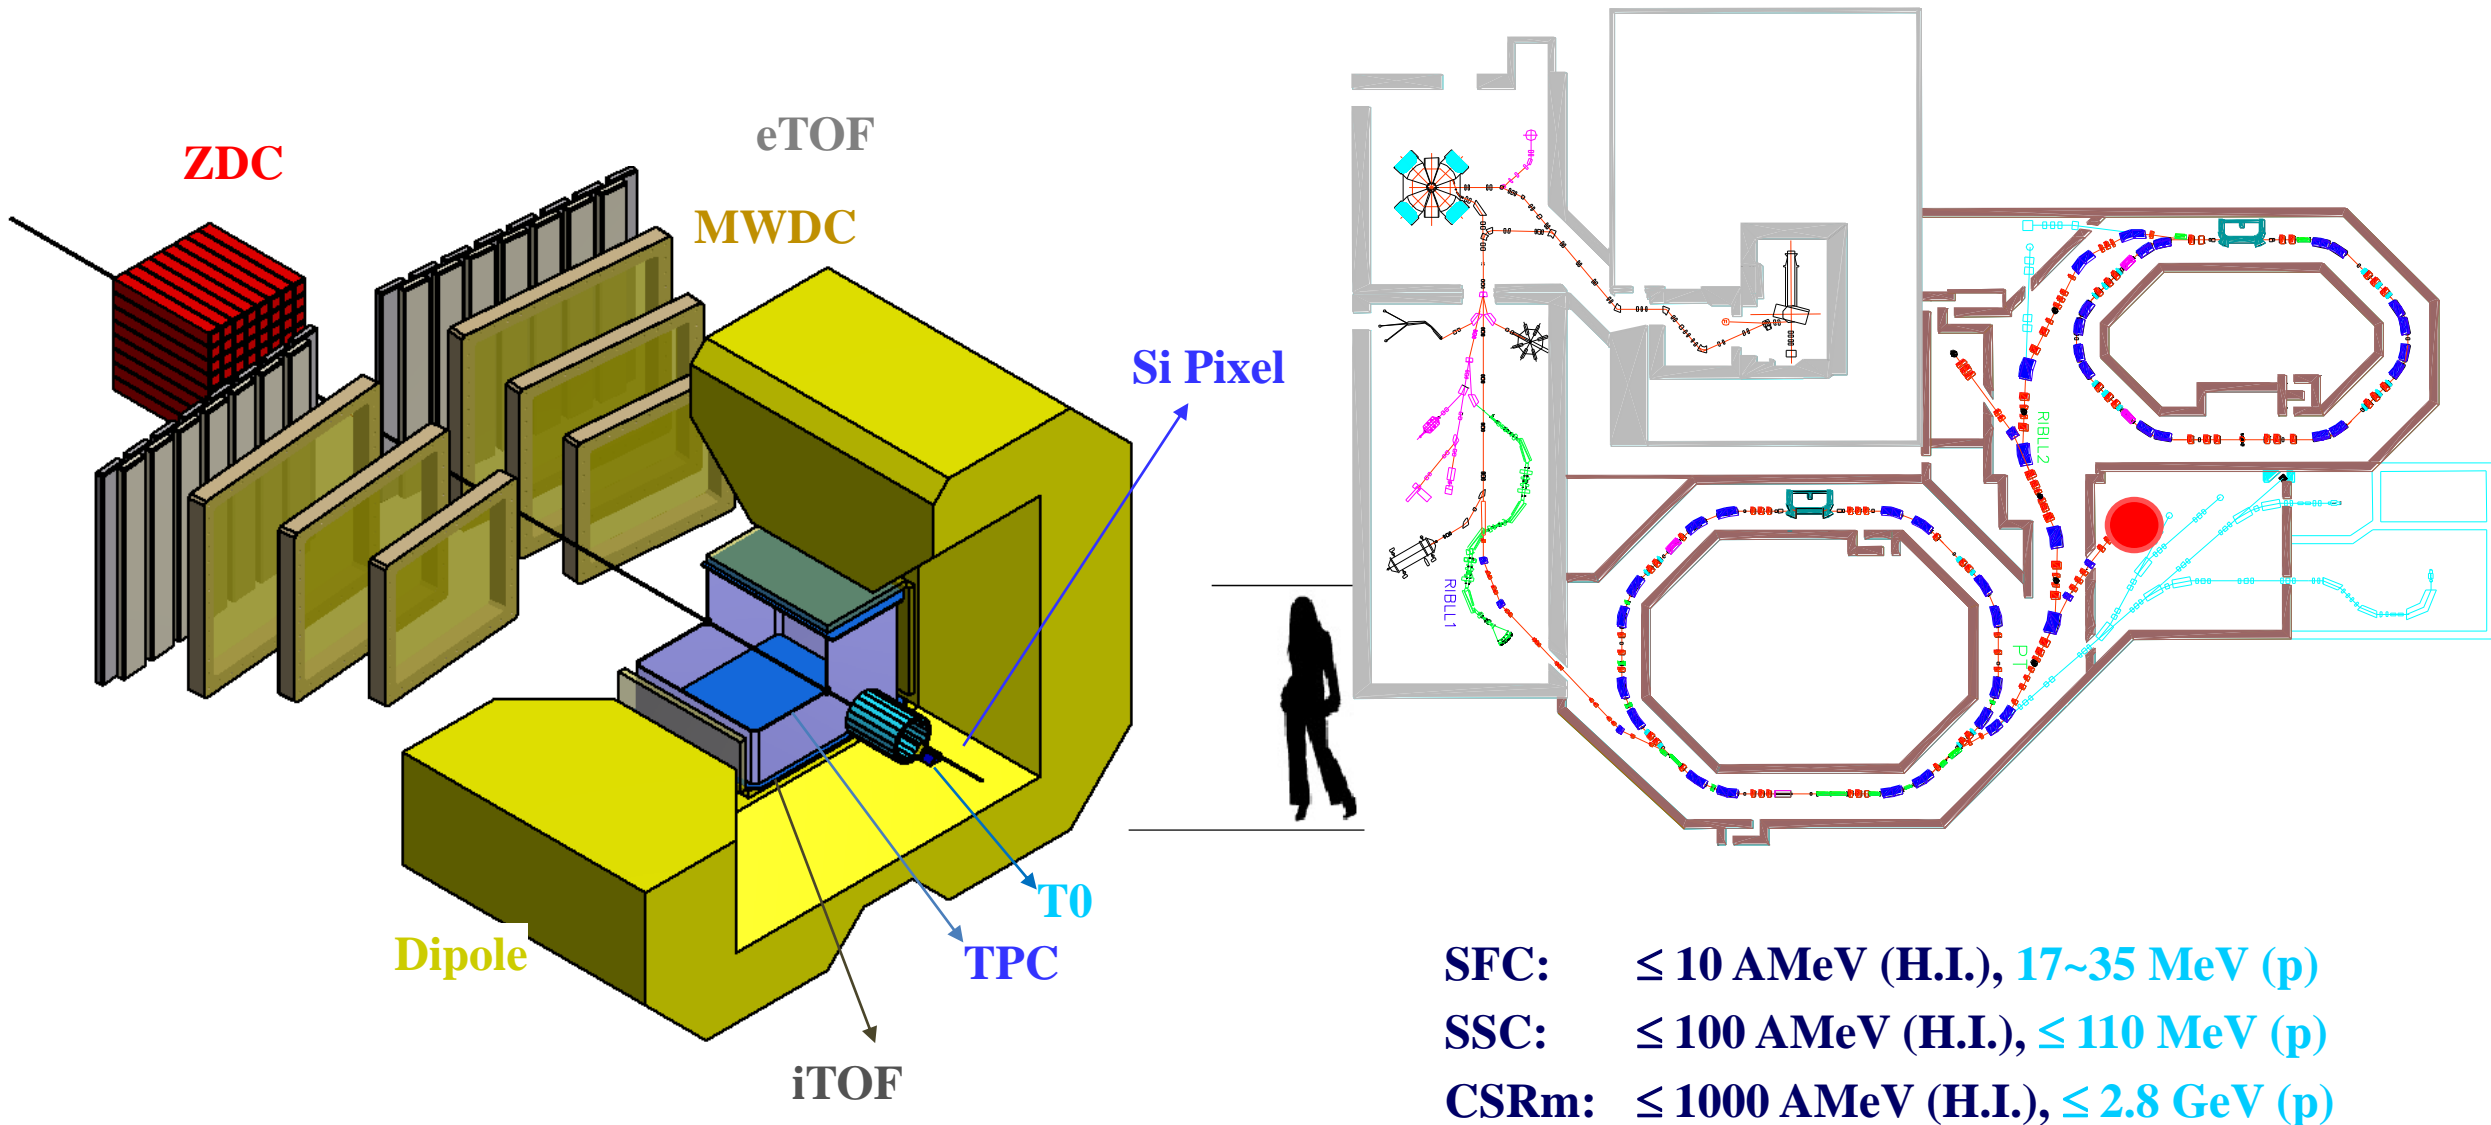 eTOF
ZDC
MWDC
Si Pixel
RIBLL2
RIBLL1
PT
T0
Dipole
TPC
iTOF
SFC: ≤ 10 AMeV (H.I.), 17~35 MeV (p)
SSC: ≤ 100 AMeV (H.I.), ≤ 110 MeV (p)
CSRm: ≤ 1000 AMeV (H.I.), ≤ 2.8 GeV (p)